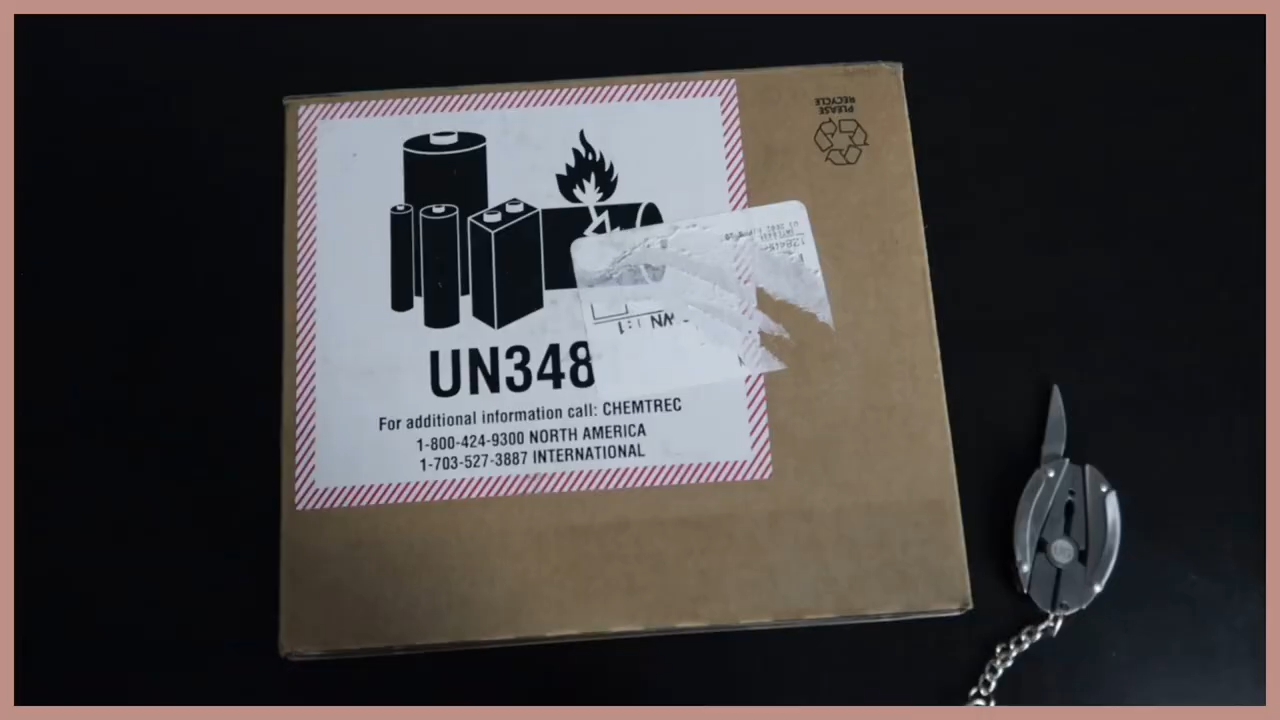 UN348
For additional information call: CHEMTREC
1-800-424-9300 NORTH AMERICA
1-703-527-3887 INTERNATIONAL
PLEASE
RECYCLE